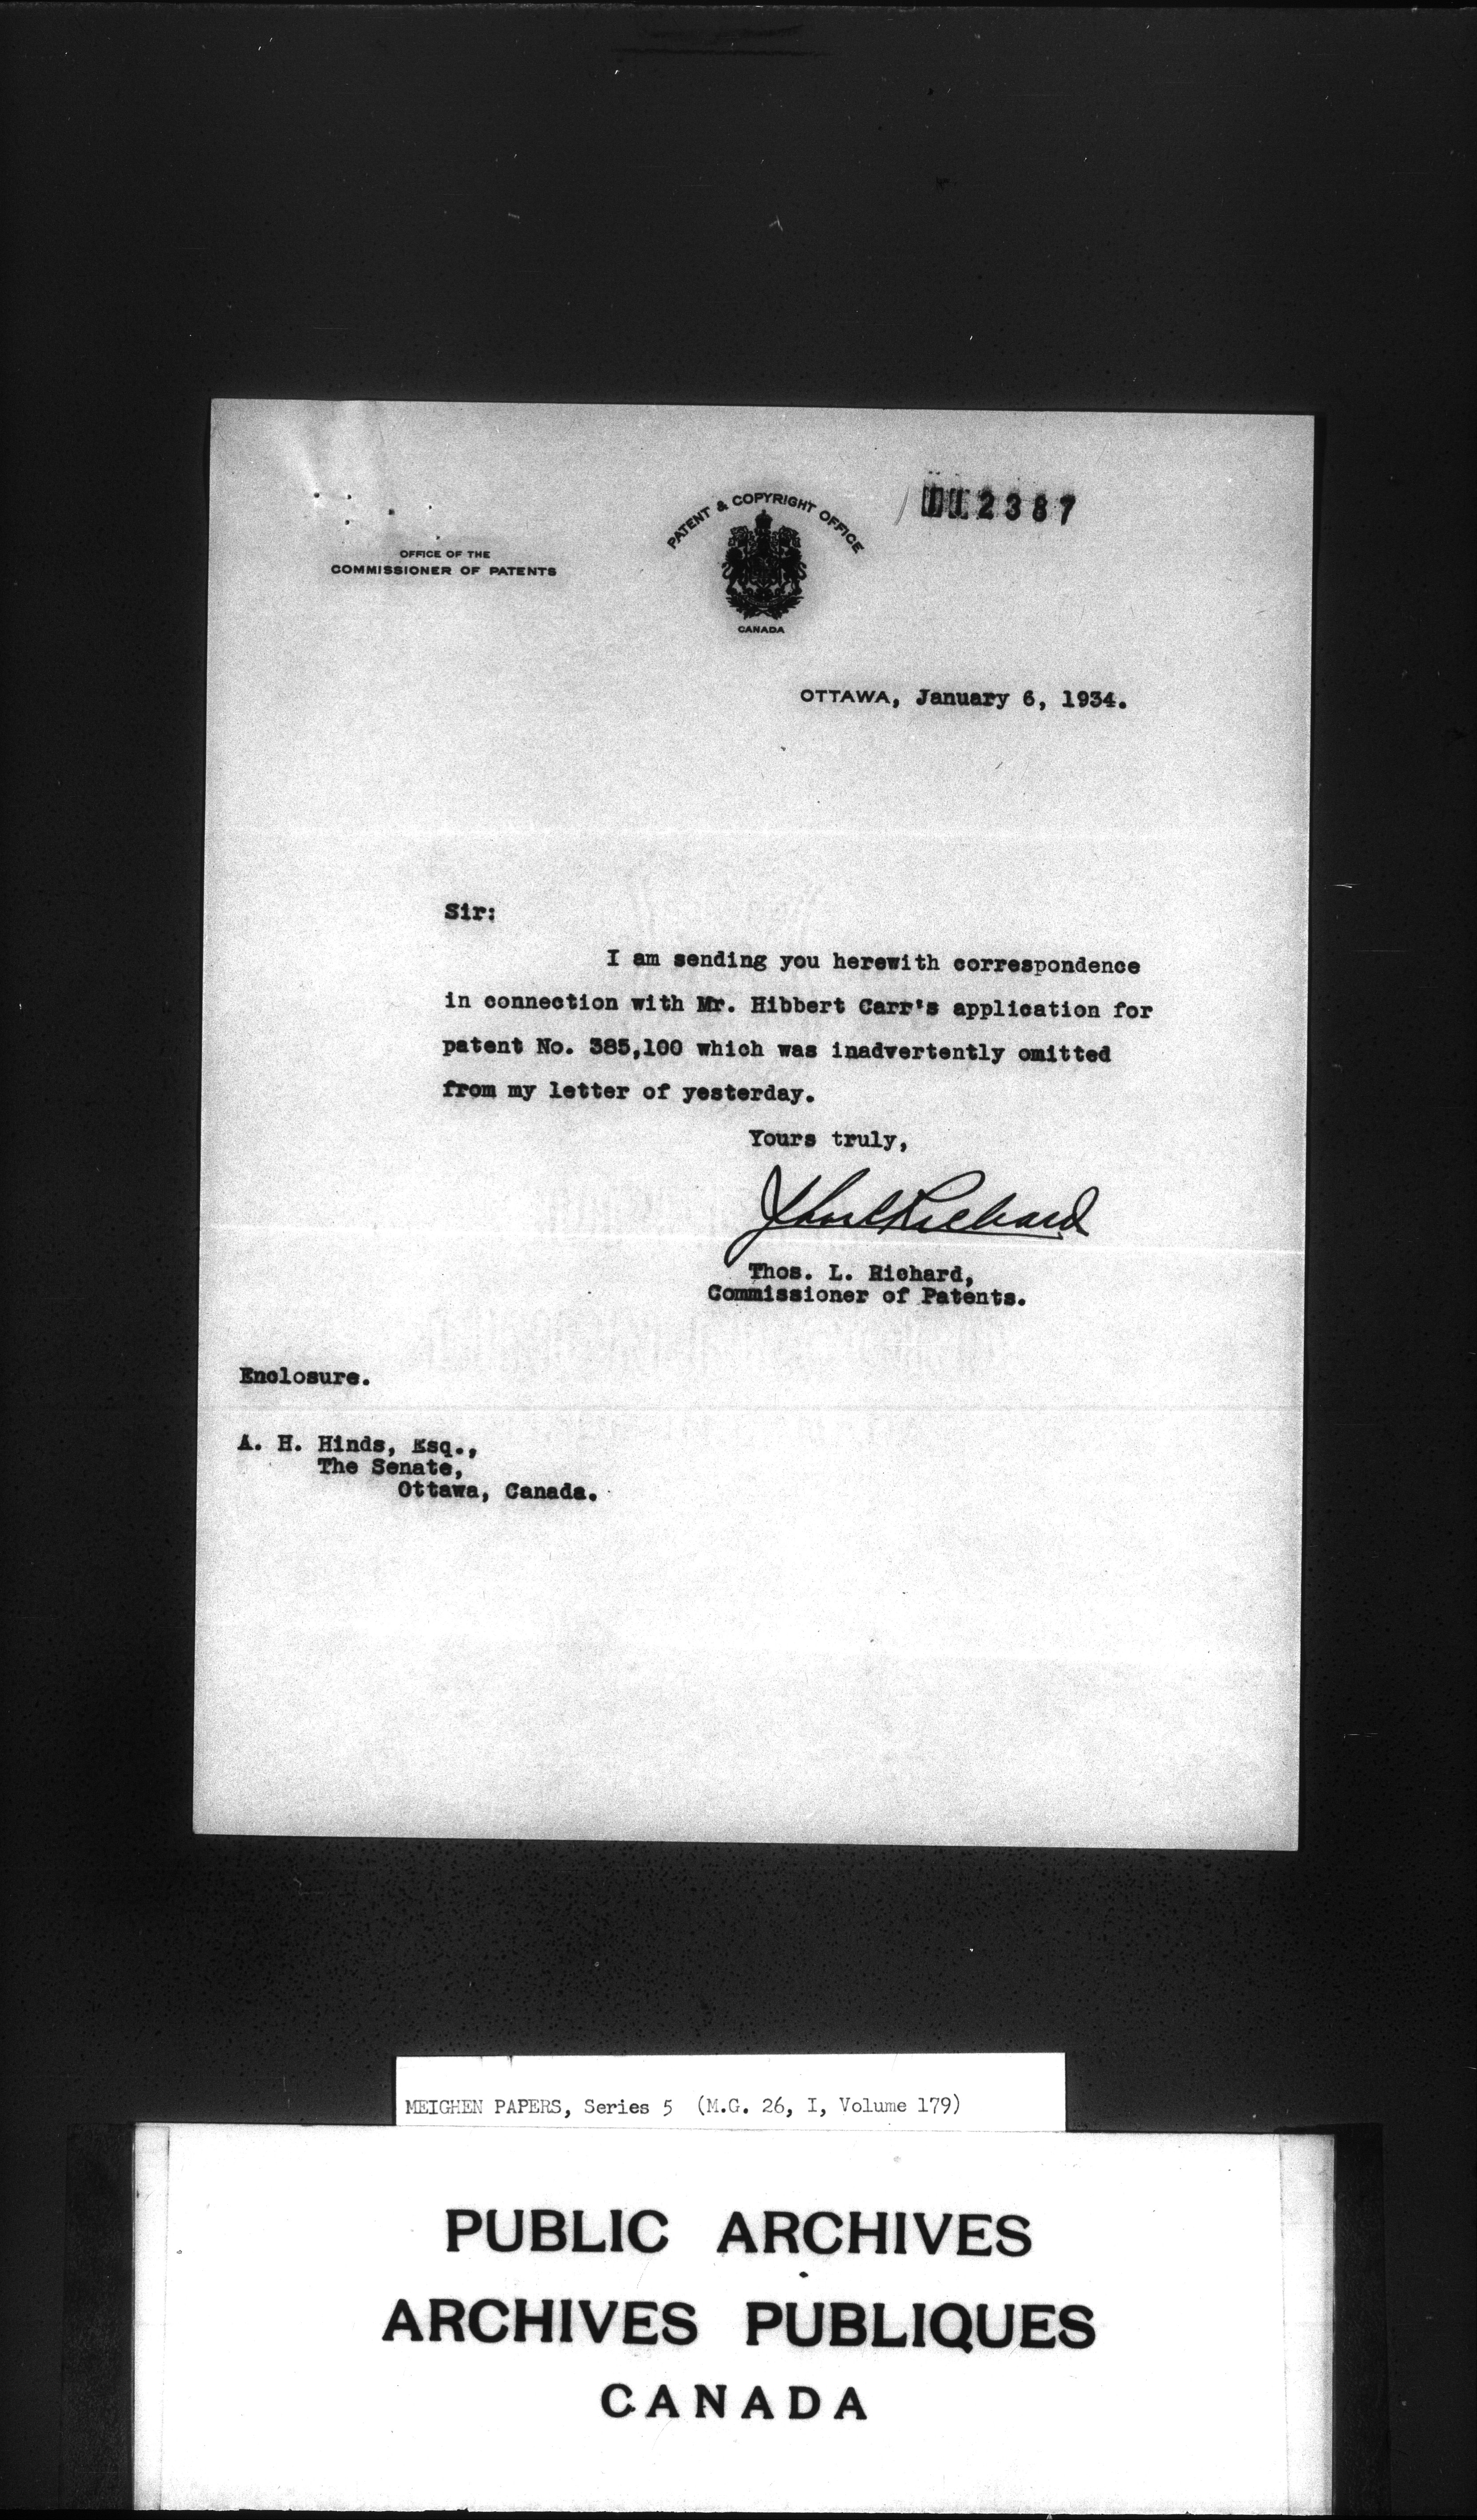 PATENT & COPYRIGHT OFFICE
2387
OFFICE OF THE
COMMISSIONER OF PATENTS
CANADA
OTTAWA, January 6, 1934.
Sir:
I am sending you herewith correspondence
in connection with Mr. Hibbert Carr's application for
patent No. 385,100 which was inadvertently omitted
from my letter of yesterday.
Yours truly,
Thos. L. Richard,
Commissioner of Patents.
Enclosure.
A. H. Hinds, Esq.,
The Senate,
Ottawa, Canada.
MEIGHEN PAPERS, Series 5 (M.G. 26, I, Volume 179)
PUBLIC ARCHIVES
ARCHIVES PUBLIQUES
CANADA